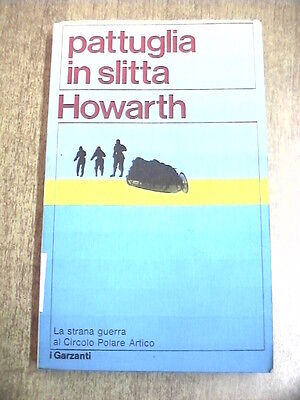 pattuglia
in slitta
Howarth
La strana guerra
al Circolo Polare Artico
i Garzanti